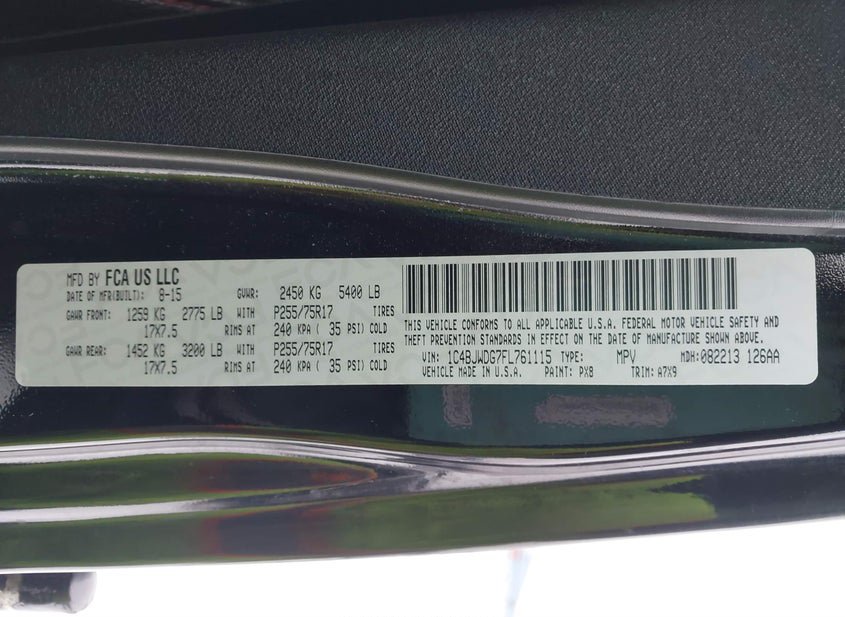 MFD BY FCA US LLC
DATE OF MFR(BUILT): 8-15 GVWR: 2450 KG 5400 LB
GAWR FRONT: 1259 KG 2775 LB WITH P255/75R17 TIRES
17X7.5 RIMS AT 240 KPA ( 35 PSI) COLD
GAWR REAR: 1452 KG 3200 LB WITH P255/75R17 TIRES
17X7.5 RIMS AT 240 KPA ( 35 PSI) COLD
THIS VEHICLE CONFORMS TO ALL APPLICABLE U.S.A. FEDERAL MOTOR VEHICLE SAFETY AND
THEFT PREVENTION STANDARDS IN EFFECT ON THE DATE OF MANUFACTURE SHOWN ABOVE.
VIN: 1C4BJWDG7FL761115 TYPE: MPV MDH:082213 126AA
VEHICLE MADE IN U.S.A. PAINT: PX8 TRIM: A7X9